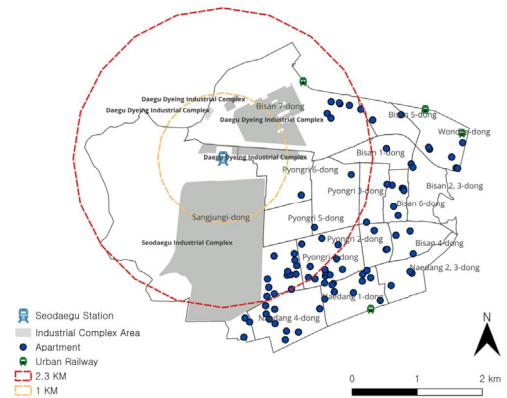 Daegu Dyeing Industrial Complex
Bisan 7-dong
Daegu Dyeing Industrial Complex
Daegu Dyeing Industrial Complex
Bisan 5-dong
Wondae-dong
Bisan 1-dong
Daegu Dyeing Industrial Complex
Pyongri 6-dong
Pyongri 3-dong
Bisan 2, 3-dong
Bisan 6-dong
Sangjungi-dong
Pyongri 5-dong
Pyongri 2-dong
Bisan 4-dong
Seodaegu Industrial Complex
Naedang 2, 3-dong
Naedang 1-dong
Naedang 4-dong
Seodaegu Station
Industrial Complex Area
Apartment
Urban Railway
2.3 KM
1 KM
N
0 1 2 km